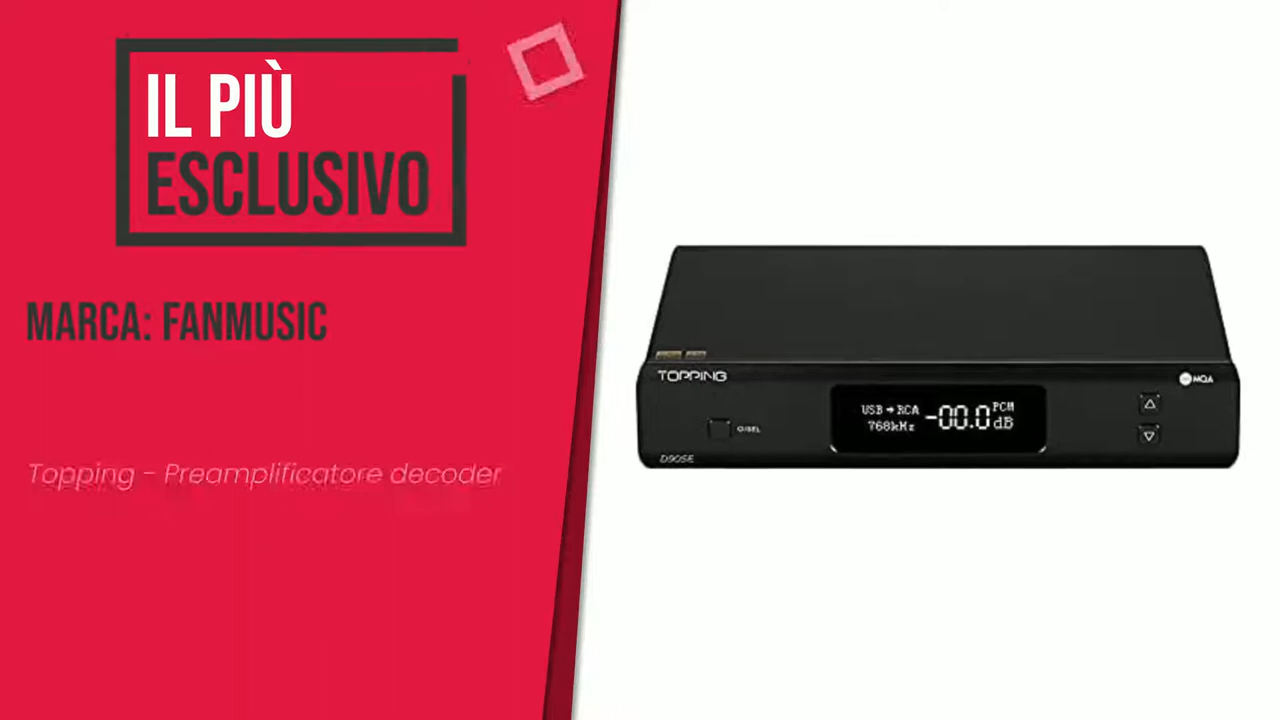 IL PIÙ
ESCLUSIVO
MARCA: FANMUSIC
Topping - Preamplificatore decoder
TOPPING
MQA
USB → RCA
-00.0
PCM
768kHz
dB
D90SE